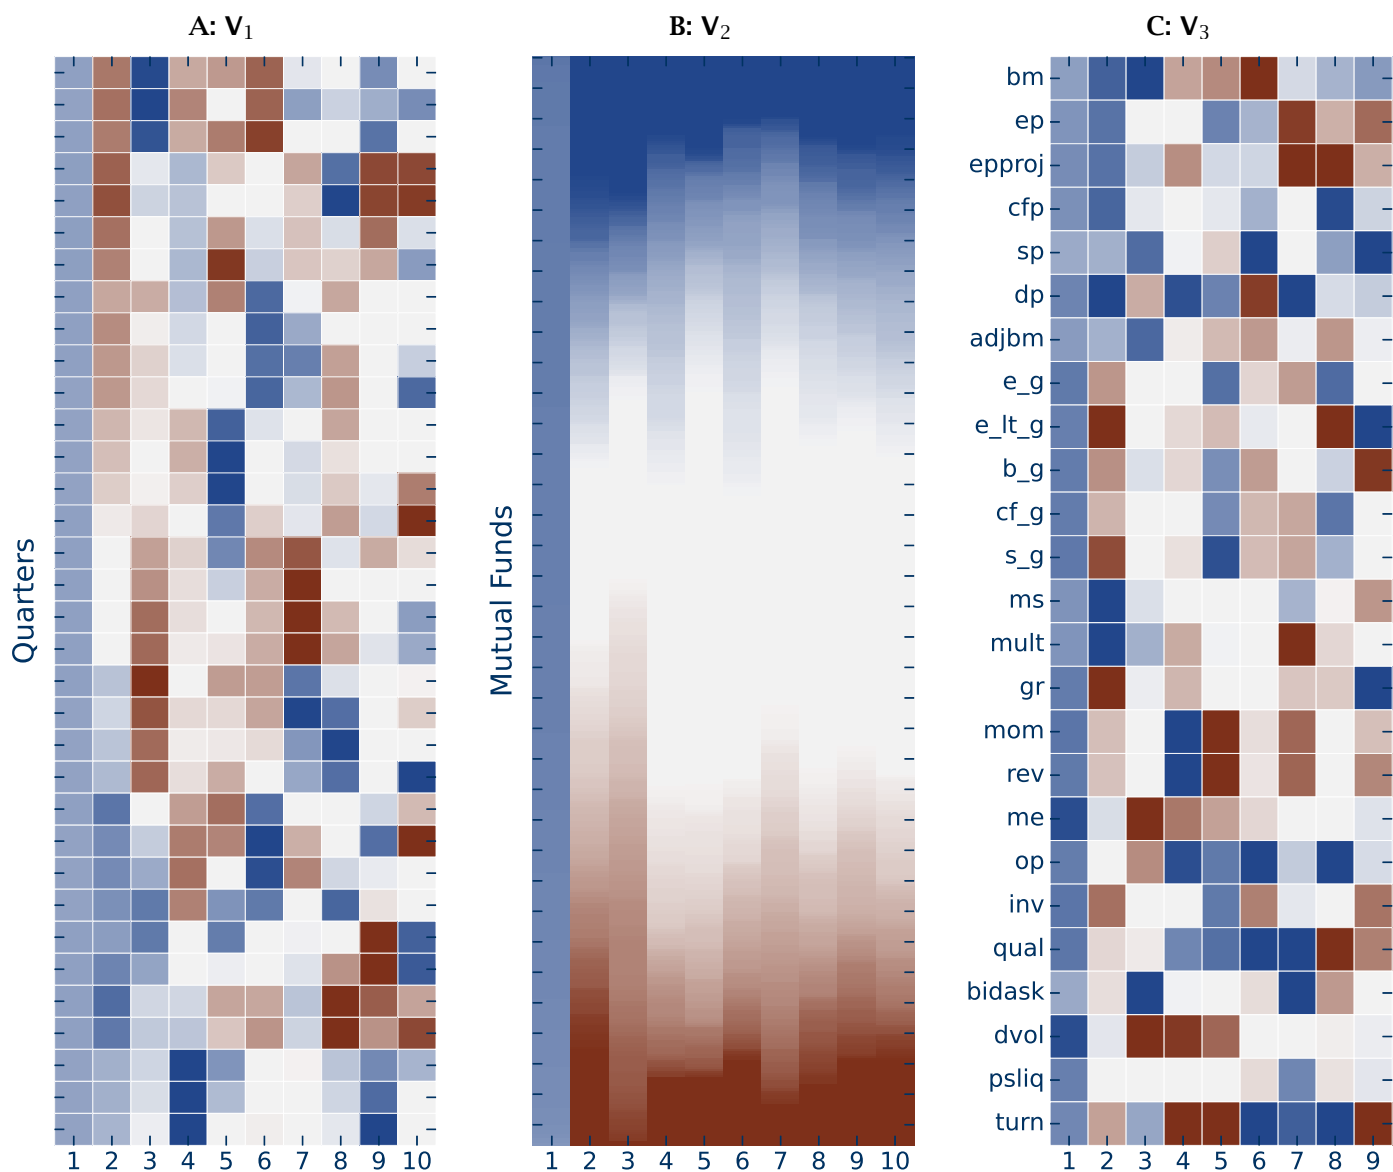 A: V1
B: V2
C: V3
Quarters
Mutual Funds
bm
ep
epproj
cfp
sp
dp
adjbm
e_g
e_lt_g
b_g
cf_g
s_g
ms
mult
gr
mom
rev
me
op
inv
qual
bidask
dvol
psliq
turn
1 2 3 4 5 6 7 8 9 10
1 2 3 4 5 6 7 8 9 10
1 2 3 4 5 6 7 8 9